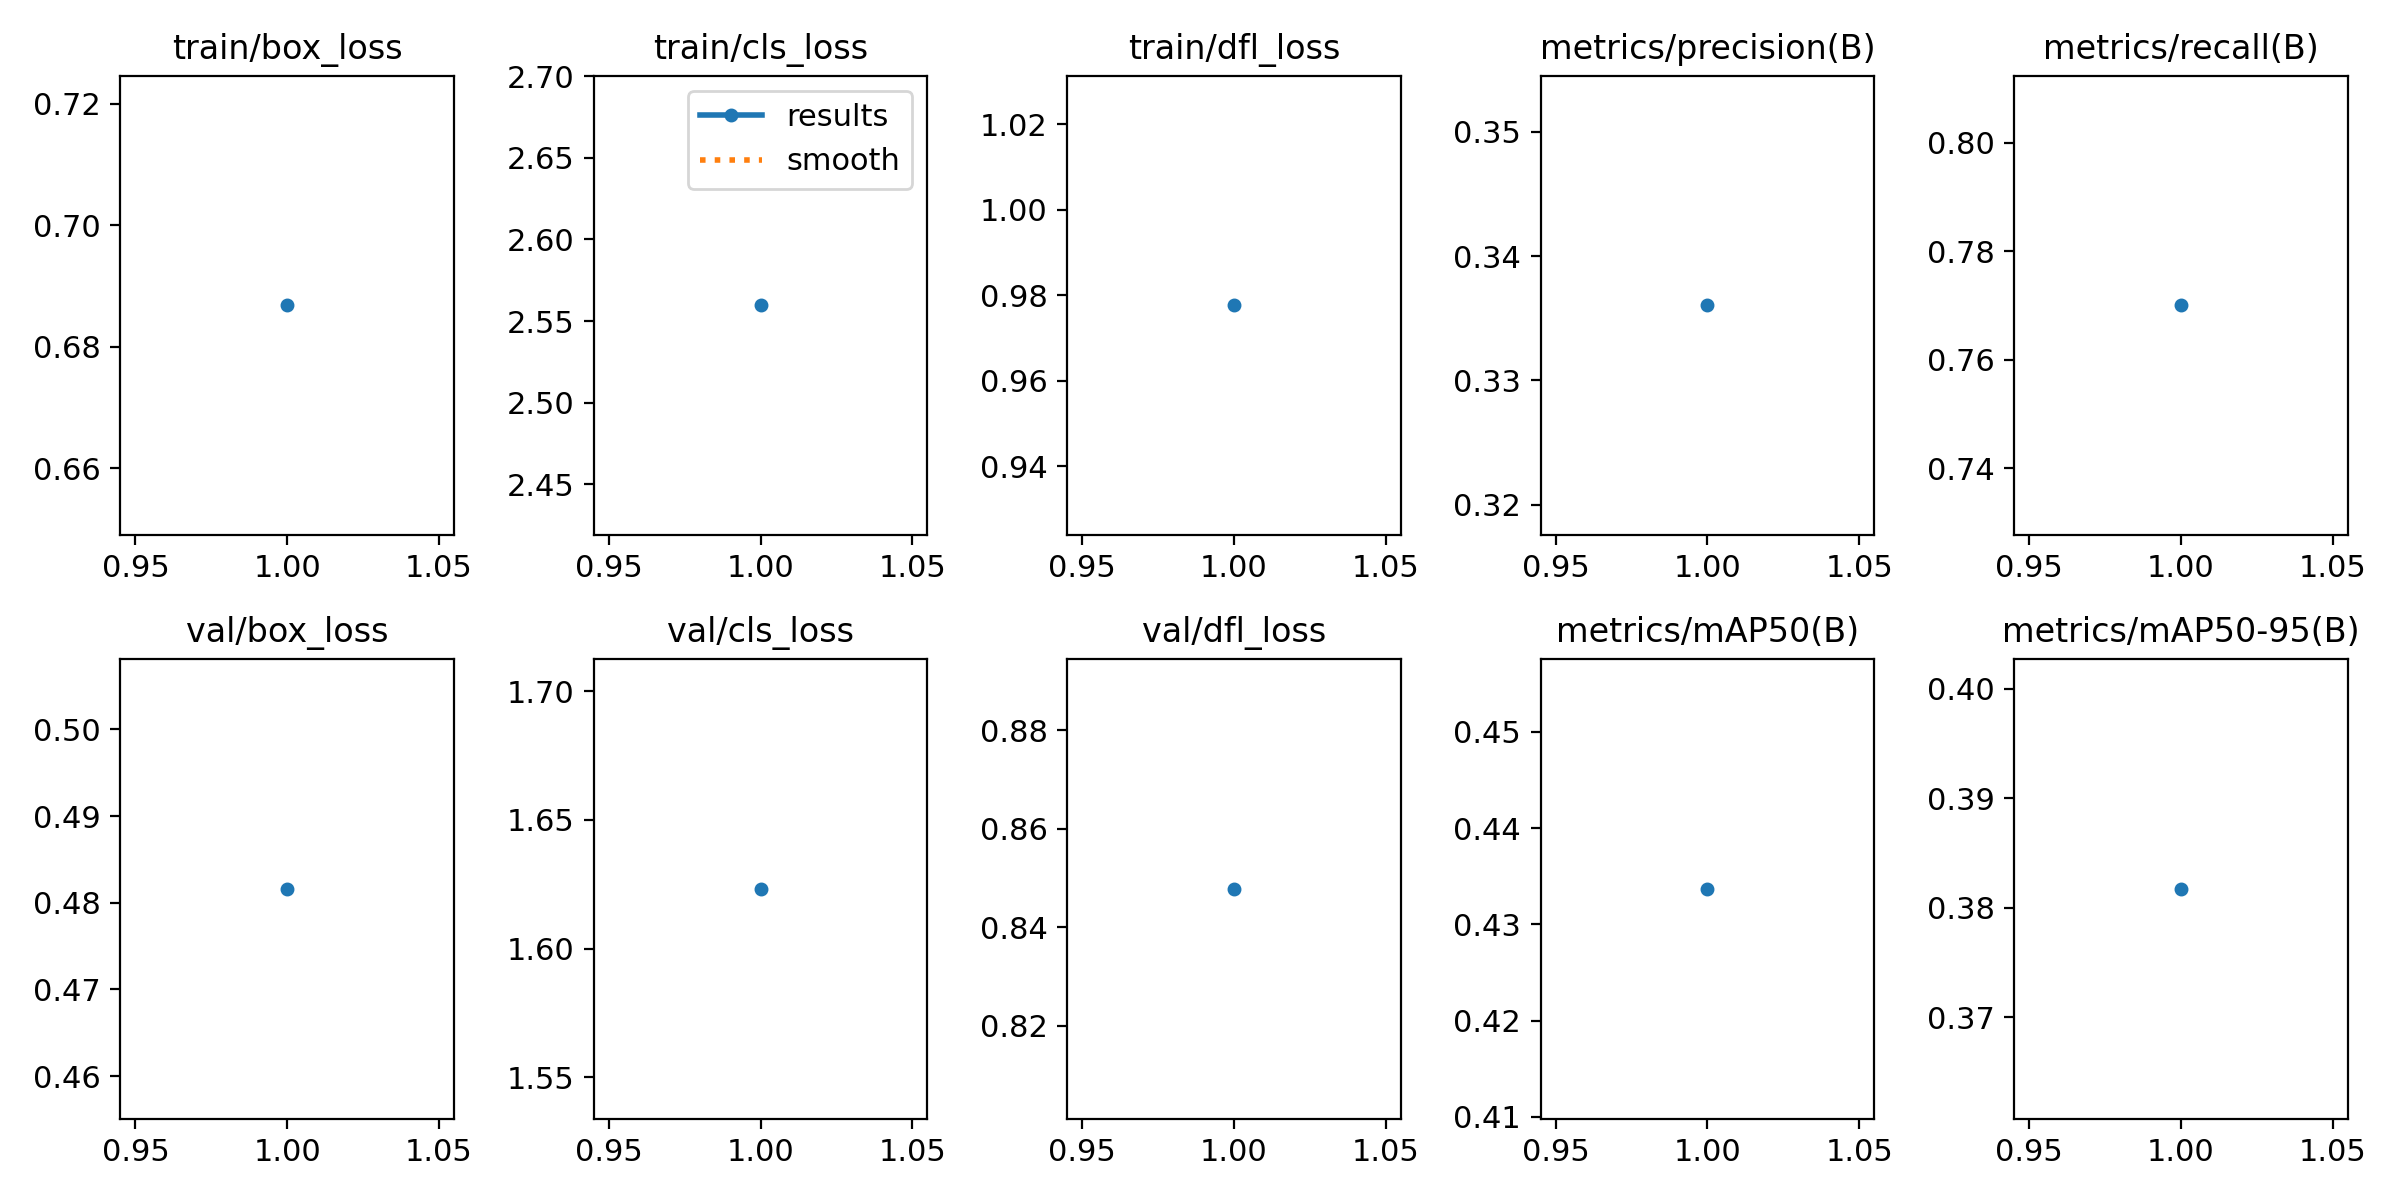 train/box_loss
0.72
0.70
0.68
0.66
0.95 1.00 1.05
train/cls_loss
2.70
2.65
2.60
2.55
2.50
2.45
results
smooth
0.95 1.00 1.05
train/dfl_loss
1.02
1.00
0.98
0.96
0.94
0.95 1.00 1.05
metrics/precision(B)
0.35
0.34
0.33
0.32
0.95 1.00 1.05
metrics/recall(B)
0.80
0.78
0.76
0.74
0.95 1.00 1.05
val/box_loss
0.50
0.49
0.48
0.47
0.46
0.95 1.00 1.05
val/cls_loss
1.70
1.65
1.60
1.55
0.95 1.00 1.05
val/dfl_loss
0.88
0.86
0.84
0.82
0.95 1.00 1.05
metrics/mAP50(B)
0.45
0.44
0.43
0.42
0.41
0.95 1.00 1.05
metrics/mAP50-95(B)
0.40
0.39
0.38
0.37
0.95 1.00 1.05